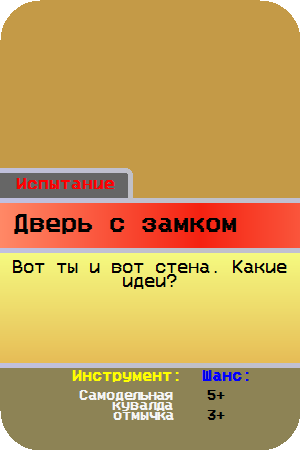 Испытание
Дверь с замком
Вот ты и вот стена. Какие
идеи?
Инструмент: Шанс:
Самодельная 5+
кувалда
отмычка 3+